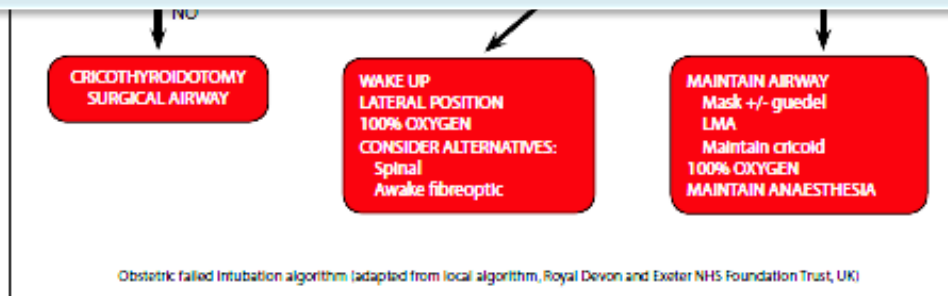 NO
CRICOTHYROIDOTOMY
SURGICAL AIRWAY
WAKE UP
LATERAL POSITION
100% OXYGEN
CONSIDER ALTERNATIVES:
Spinal
Awake fibreoptic
MAINTAIN AIRWAY
Mask +/- guedel
LMA
Maintain cricoid
100% OXYGEN
MAINTAIN ANAESTHESIA
Obstetric failed intubation algorithm (adapted from local algorithm, Royal Devon and Exeter NHS Foundation Trust, UK)